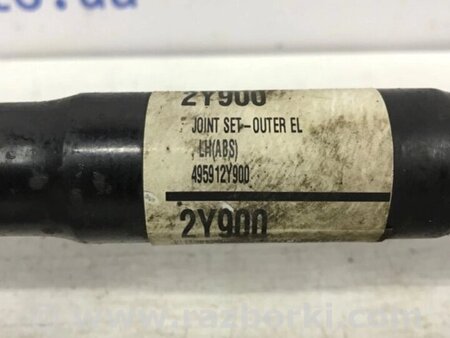 2Y900
JOINT SET-OUTER EL
LH(ABS)
495912Y900
2Y900
www.razborki.com